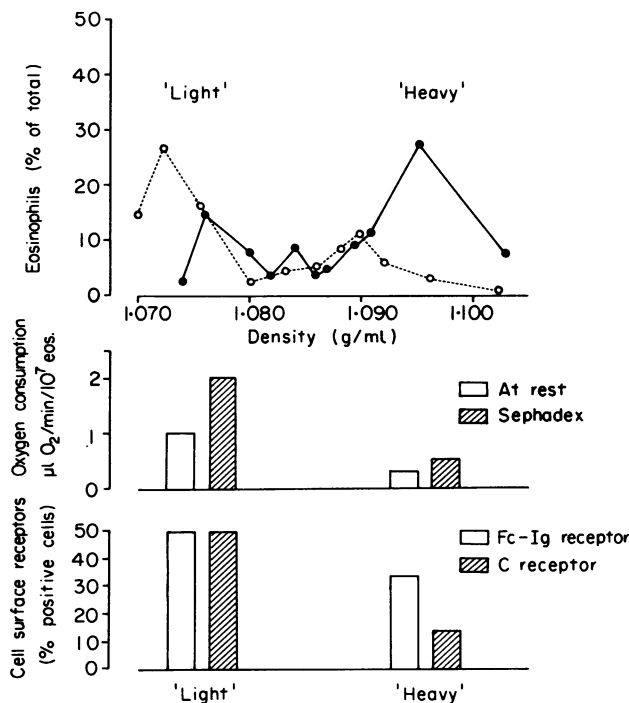 50
40
30
20
10
0
Eosinophils (% of total)
'Light'
'Heavy'
1·070
1·080
1·090
1·100
Density (g/ml)
2
1
0
Oxygen consumption
µl O₂/min/10⁷ eos.
At rest
Sephadex
50
40
30
20
10
0
Cell surface receptors
(% positive cells)
Fc-Ig receptor
C receptor
'Light'
'Heavy'